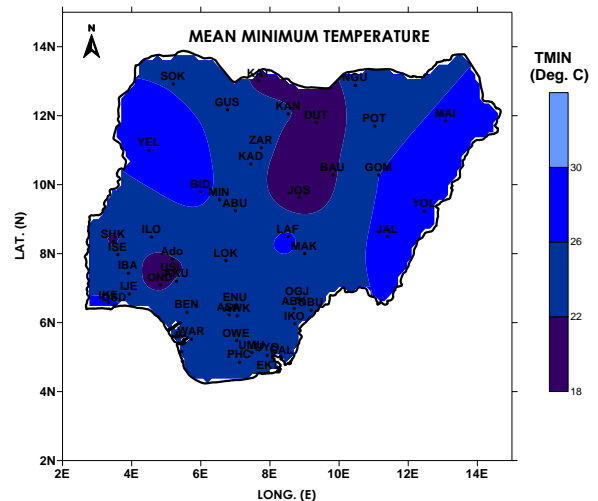 MEAN MINIMUM TEMPERATURE
N
TMIN
(Deg. C)
14N
12N
10N
8N
6N
4N
2N
LAT. (N)
SOK
NGU
GUS
KAN
DUT
POT
MAI
YEL
ZAR
KAD
BID
MIN
ABU
BAU
GOM
JOS
YOL
SHK
ISE
ILO
Ado
LAF
MAK
JAL
IBA
LOK
OND
IJE
BEN
ENU
OGJ
IKO
WAR
OWE
PHC
EK
30
26
22
18
2E
4E
6E
8E
10E
12E
14E
LONG. (E)